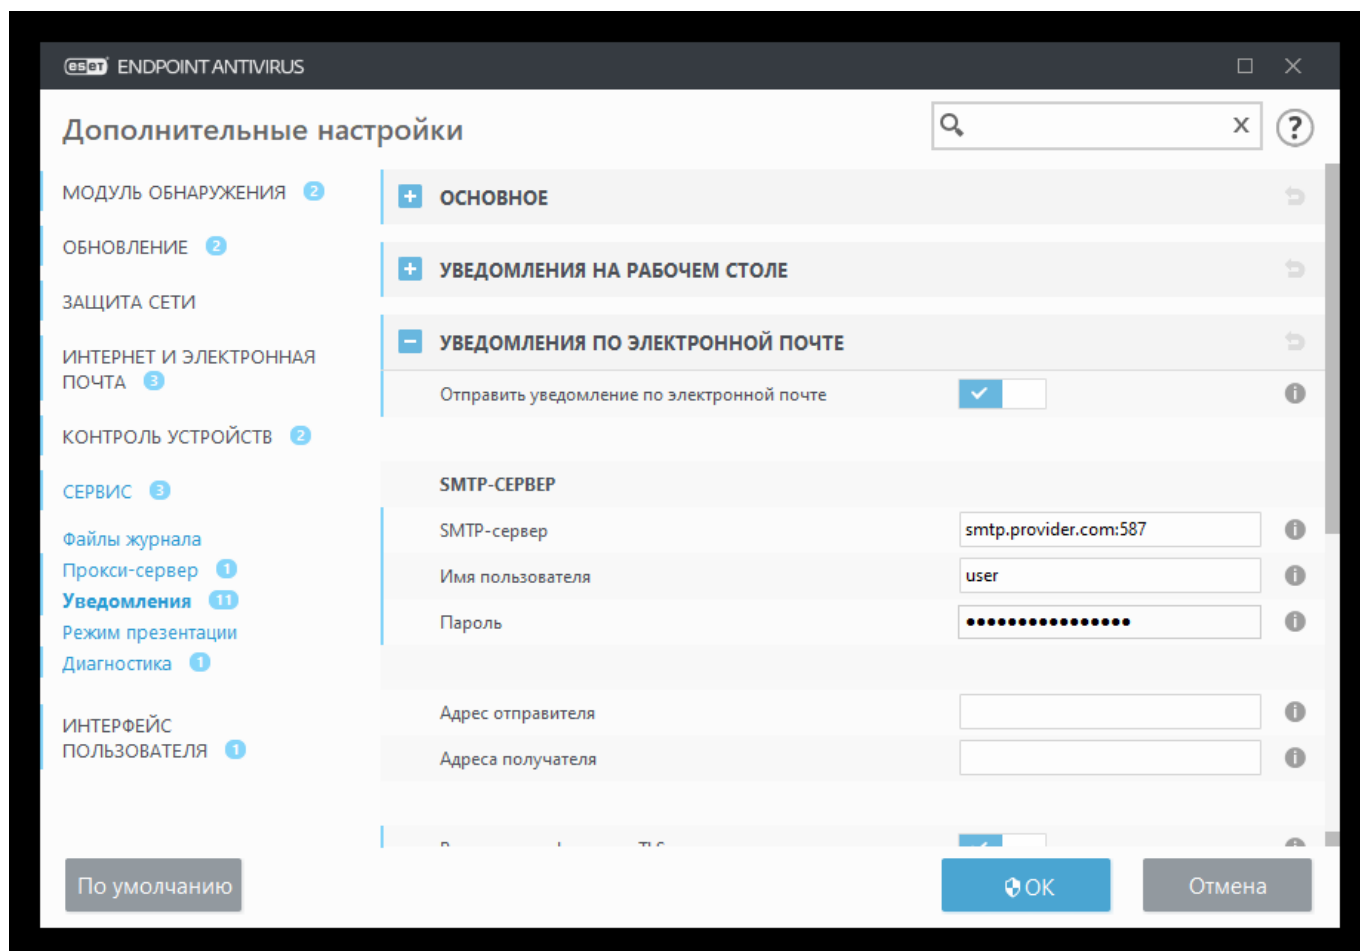 eset ENDPOINT ANTIVIRUS
Дополнительные настройки
x
?
МОДУЛЬ ОБНАРУЖЕНИЯ 2
ОБНОВЛЕНИЕ 2
ЗАЩИТА СЕТИ
ИНТЕРНЕТ И ЭЛЕКТРОННАЯ
ПОЧТА 3
КОНТРОЛЬ УСТРОЙСТВ 2
СЕРВИС 3
Файлы журнала
Прокси-сервер 1
Уведомления 11
Режим презентации
Диагностика 1
ИНТЕРФЕЙС
ПОЛЬЗОВАТЕЛЯ 1
ОСНОВНОЕ
УВЕДОМЛЕНИЯ НА РАБОЧЕМ СТОЛЕ
УВЕДОМЛЕНИЯ ПО ЭЛЕКТРОННОЙ ПОЧТЕ
Отправить уведомление по электронной почте
SMTP-СЕРВЕР
SMTP-сервер smtp.provider.com:587
Имя пользователя user
Пароль ••••••••••••••••
Адрес отправителя
Адреса получателя
По умолчанию
ОК
Отмена